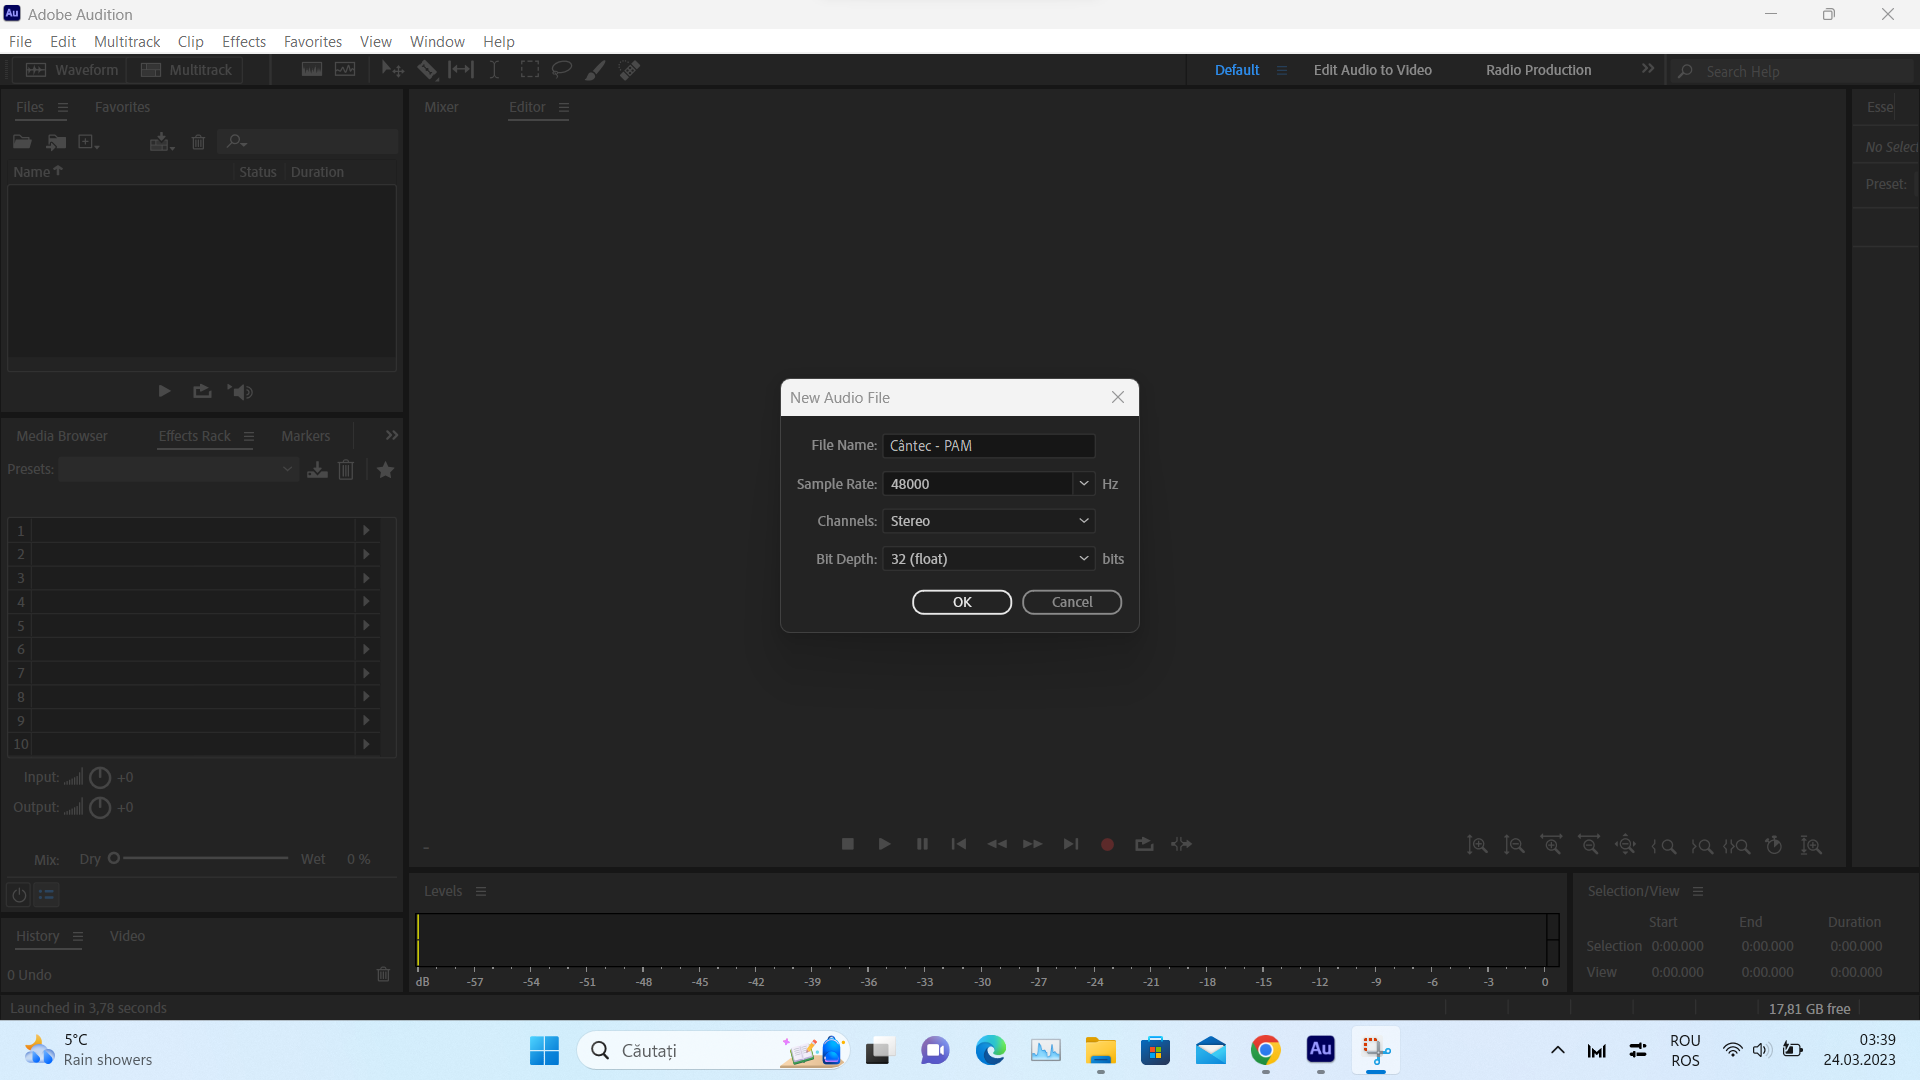 Au Adobe Audition
File Edit Multitrack Clip Effects Favorites View Window Help
Waveform Multitrack Default Edit Audio to Video Radio Production Search Help
Files Favorites
Name Status Duration
Mixer Editor
Esse
No Selecti
Preset:
Media Browser Effects Rack Markers
Presets:
1
2
3
4
5
6
7
8
9
10
Input: +0
Output: +0
Mix: Dry Wet 0 %
History Video
0 Undo
Launched in 3,78 seconds
New Audio File
File Name: Cântec - PAM
Sample Rate: 48000 Hz
Channels: Stereo
Bit Depth: 32 (float) bits
OK Cancel
Levels
dB -57 -54 -51 -48 -45 -42 -39 -36 -33 -30 -27 -24 -21 -18 -15 -12 -9 -6 -3 0
Selection/View
Start End Duration
Selection 0:00.000 0:00.000 0:00.000
View 0:00.000 0:00.000 0:00.000
17,81 GB free
5°C
Rain showers
Căutați
Au
ROU
ROS
03:39
24.03.2023